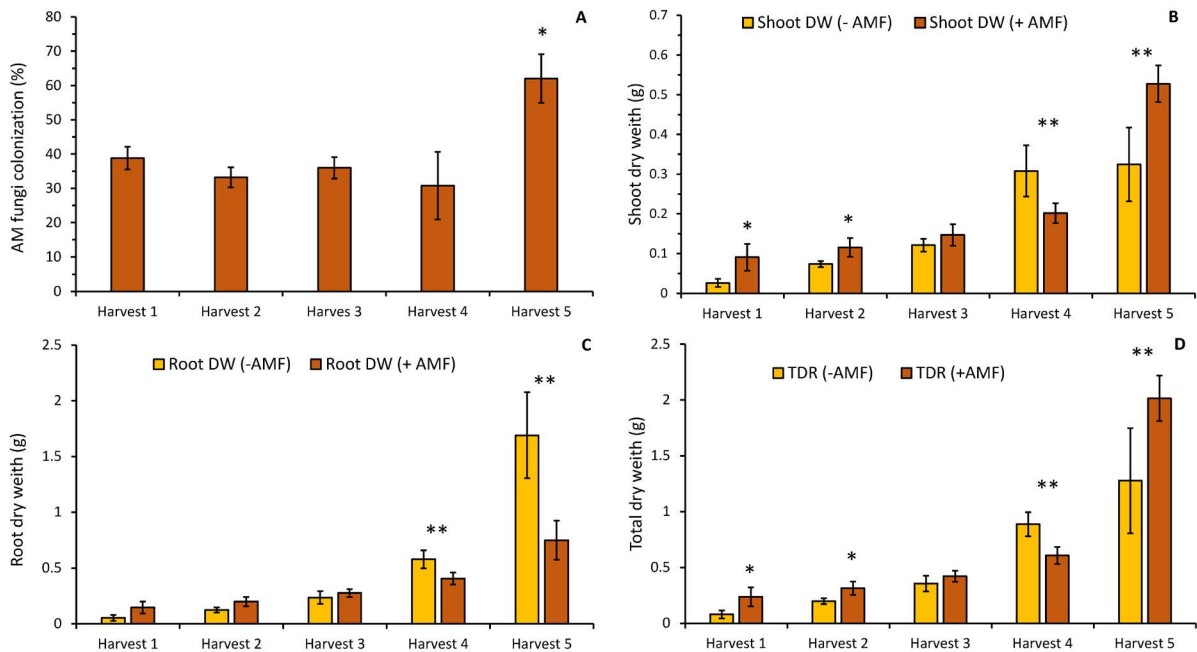 A
AM fungi colonization (%)
80
70
60
50
40
30
20
10
0
*
Harvest 1 Harvest 2 Harves 3 Harvest 4 Harvest 5
B
Shoot DW (- AMF) Shoot DW (+ AMF)
Shoot dry weith (g)
0.7
0.6
0.5
0.4
0.3
0.2
0.1
0
* * ** **
Harvest 1 Harvest 2 Harvest 3 Harvest 4 Harvest 5
C
Root DW (-AMF) Root DW (+ AMF)
Root dry weith (g)
2.5
2
1.5
1
0.5
0
** **
Harvest 1 Harvest 2 Harvest 3 Harvest 4 Harvest 5
D
TDR (-AMF) TDR (+AMF)
Total dry weith (g)
2.5
2
1.5
1
0.5
0
* * ** **
Harvest 1 Harvest 2 Harvest 3 Harvest 4 Harvest 5